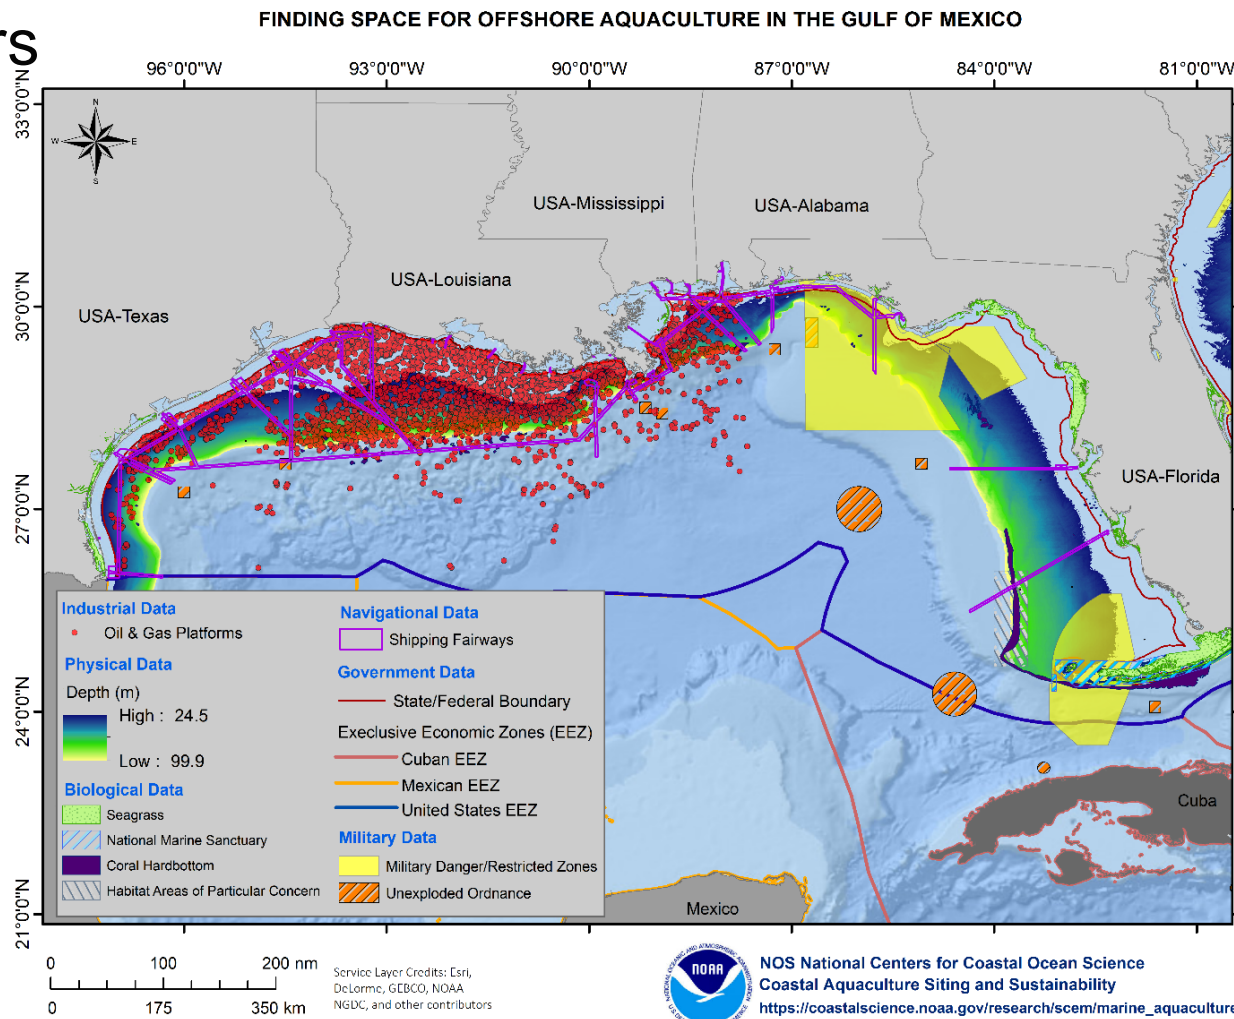 FINDING SPACE FOR OFFSHORE AQUACULTURE IN THE GULF OF MEXICO
rs
96°0'0"W 93°0'0"W 90°0'0"W 87°0'0"W 84°0'0"W 81°0'0"W
33°0'0"N
30°0'0"N
27°0'0"N
24°0'0"N
21°0'0"N
N
W E
S
USA-Mississippi
USA-Alabama
USA-Louisiana
USA-Texas
USA-Florida
Cuba
Mexico
Industrial Data
Oil & Gas Platforms
Physical Data
Depth (m)
High : 24.5
Low : 99.9
Biological Data
Seagrass
National Marine Sanctuary
Coral Hardbottom
Habitat Areas of Particular Concern
Navigational Data
Shipping Fairways
Government Data
State/Federal Boundary
Execlusive Economic Zones (EEZ)
Cuban EEZ
Mexican EEZ
United States EEZ
Military Data
Military Danger/Restricted Zones
Unexploded Ordnance
0 100 200 nm
0 175 350 km
Service Layer Credits: Esri,
DeLorme, GEBCO, NOAA
NGDC, and other contributors
NOAA
NOS National Centers for Coastal Ocean Science
Coastal Aquaculture Siting and Sustainability
https://coastalscience.noaa.gov/research/scem/marine_aquaculture